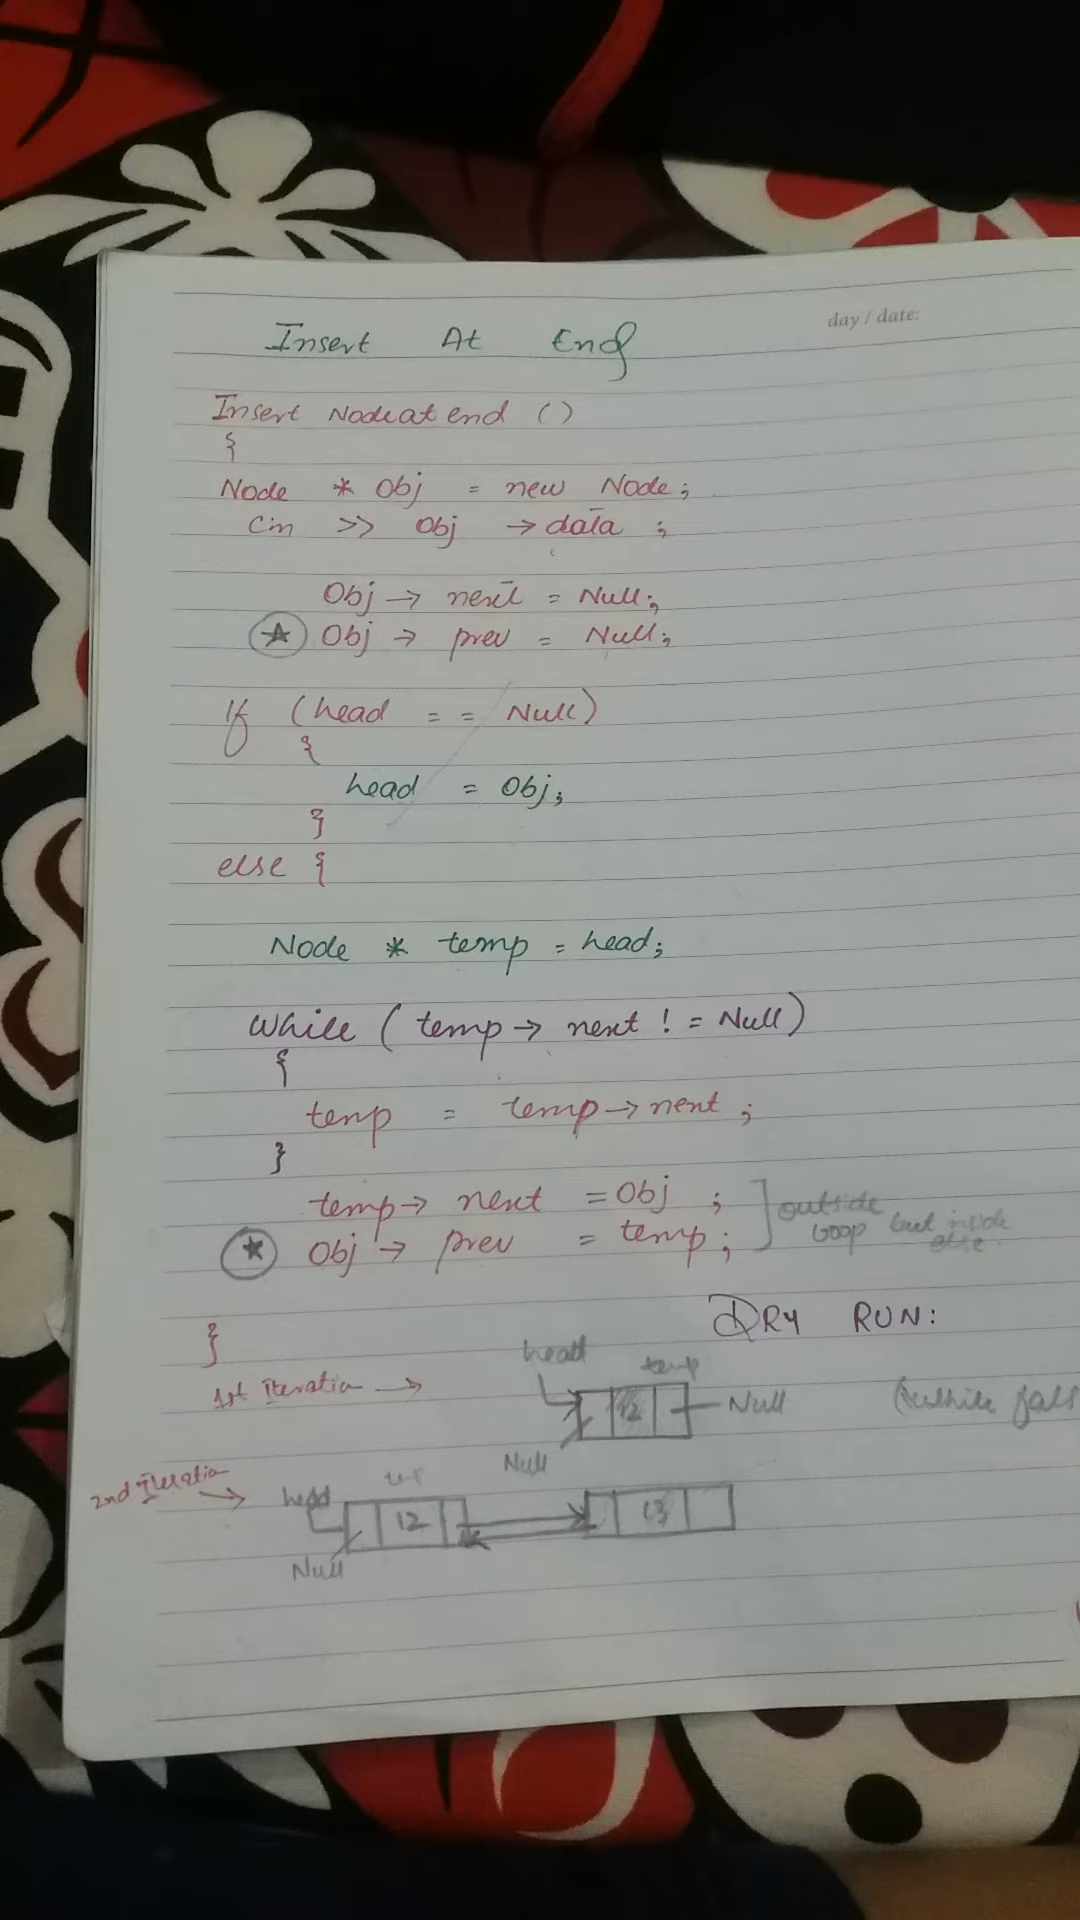 day / date:
Insert At End
Insert Node at end ()
{
Node * Obj = new Node;
Cin >> Obj → data ;
Obj → next = Null;
Obj → prev = Null;
If (head == Null)
{
head = Obj;
}
else {
Node * temp = head;
while ( temp → next != Null)
{
temp = temp → next ;
}
temp → next = Obj ;
Obj → prev = temp ;
outside
loop but inside
else.
}
DRY RUN:
1st iteration →
head
temp
12
Null
(while
Null
2nd iteration →
head
12
13
Null